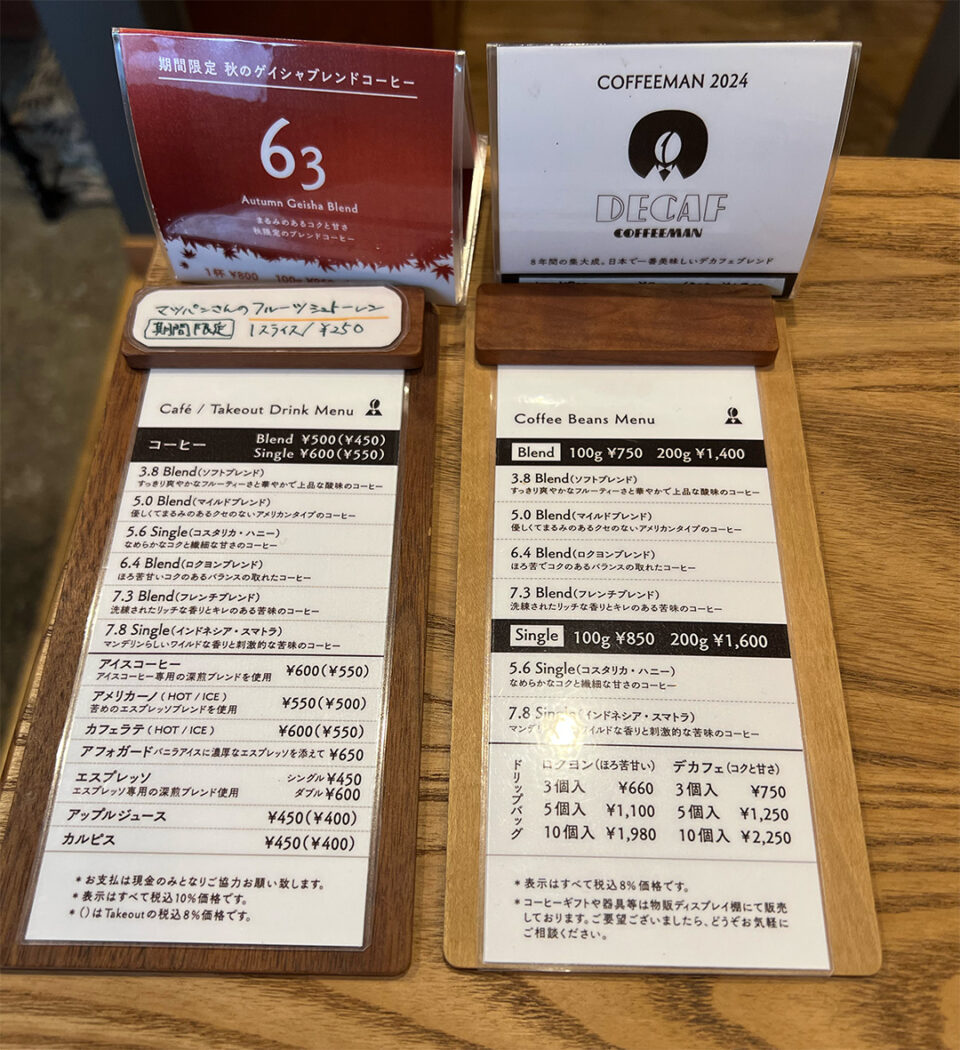 期間限定 秋のゲイシャブレンドコーヒー
63
Autumn Geisha Blend
まるみのあるコクと甘さ
秋限定のブレンドコーヒー
1杯 ¥800 100g
COFFEEMAN 2024
DECAF
COFFEEMAN
8年間の集大成。日本で一番美味しいデカフェブレンド
マツパンさんのフルーツシュトーレン
期間限定 1スライス/¥250
Café / Takeout Drink Menu
コーヒー Blend ¥500(¥450)
Single ¥600(¥550)
3.8 Blend(ソフトブレンド)
すっきり爽やかなフルーティーさと華やかで上品な酸味のコーヒー
5.0 Blend(マイルドブレンド)
優しくてまるみのあるクセのないアメリカンタイプのコーヒー
5.6 Single(コスタリカ・ハニー)
なめらかなコクと繊細な甘さのコーヒー
6.4 Blend(ロクヨンブレンド)
ほろ苦甘いコクのあるバランスの取れたコーヒー
7.3 Blend(フレンチブレンド)
洗練されたリッチな香りとキレのある苦味のコーヒー
7.8 Single(インドネシア・スマトラ)
マンデリンらしいワイルドな香りと刺激的な苦味のコーヒー
アイスコーヒー ¥600(¥550)
アイスコーヒー専用の深煎ブレンドを使用
アメリカーノ(HOT / ICE) ¥550(¥500)
苦めのエスプレッソブレンドを使用
カフェラテ(HOT / ICE) ¥600(¥550)
アフォガード バニラアイスに濃厚なエスプレッソを添えて ¥650
エスプレッソ シングル ¥450
エスプレッソ専用の深煎ブレンド使用 ダブル ¥600
アップルジュース ¥450(¥400)
カルピス ¥450(¥400)
* お支払は現金のみとなりご協力お願い致します。
* 表示はすべて税込10%価格です。
* ()はTakeoutの税込8%価格です。
Coffee Beans Menu
Blend 100g ¥750 200g ¥1,400
3.8 Blend(ソフトブレンド)
すっきり爽やかなフルーティーさと華やかで上品な酸味のコーヒー
5.0 Blend(マイルドブレンド)
優しくてまるみのあるクセのないアメリカンタイプのコーヒー
6.4 Blend(ロクヨンブレンド)
ほろ苦でコクのあるバランスの取れたコーヒー
7.3 Blend(フレンチブレンド)
洗練されたリッチな香りとキレのある苦味のコーヒー
Single 100g ¥850 200g ¥1,600
5.6 Single(コスタリカ・ハニー)
なめらかなコクと繊細な甘さのコーヒー
7.8 Single(インドネシア・スマトラ)
マンデリンらしいワイルドな香りと刺激的な苦味のコーヒー
ドリップバッグ
ロクヨン(ほろ苦甘い) デカフェ(コクと甘さ)
3個入 ¥660 3個入 ¥750
5個入 ¥1,100 5個入 ¥1,250
10個入 ¥1,980 10個入 ¥2,250
* 表示はすべて税込8%価格です。
* コーヒーギフトや器具等は物販ディスプレイ棚にて販売
しております。ご要望ございましたら、どうぞお気軽に
ご相談ください。